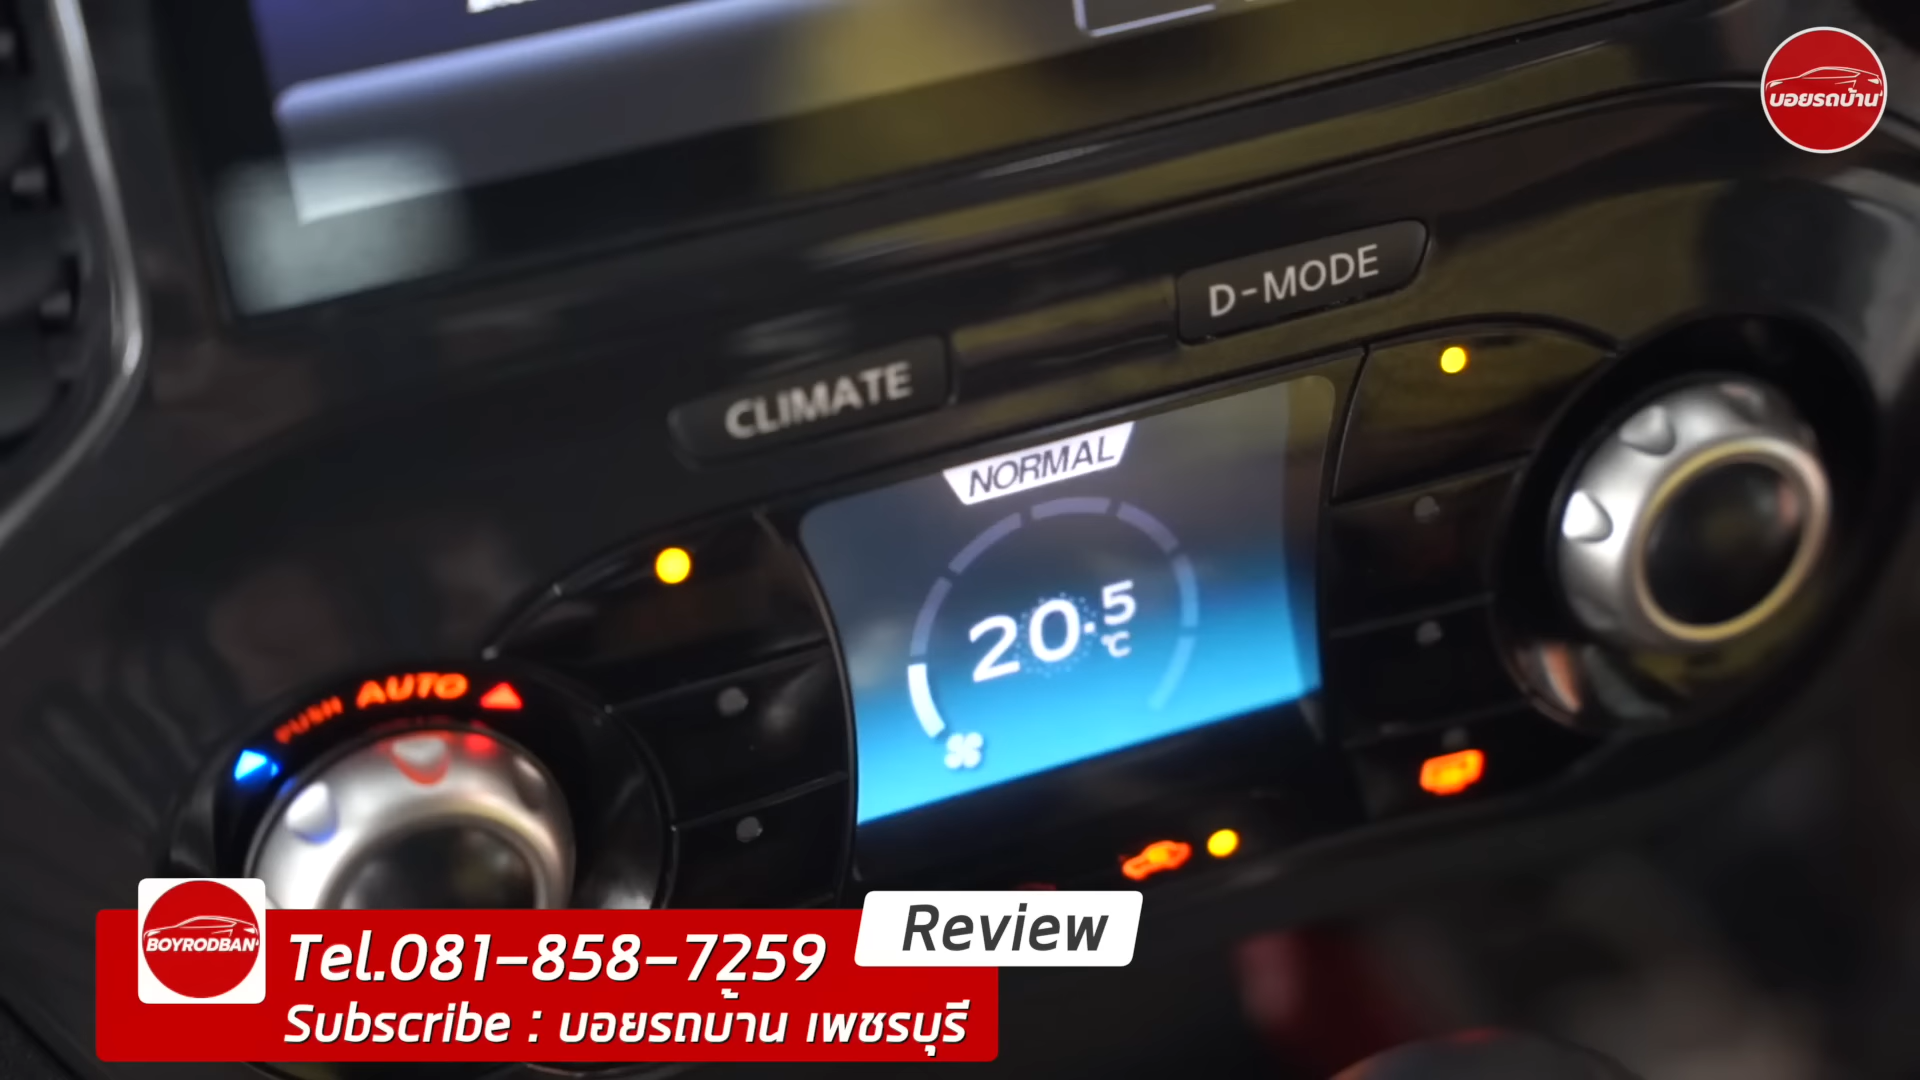 บอยรถบ้าน
D-MODE
CLIMATE
NORMAL
20.5
°C
PUSH AUTO
BOYRODBAN
Tel.081-858-7259
Review
Subscribe : บอยรถบ้าน เพชรบุรี